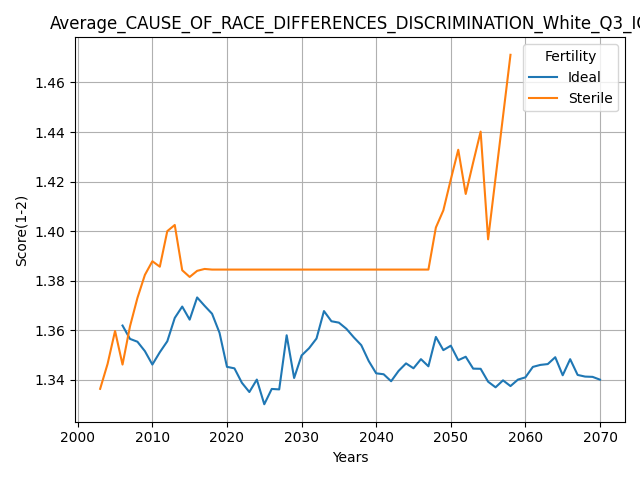 Average_CAUSE_OF_RACE_DIFFERENCES_DISCRIMINATION_White_Q3_IQ
Fertility
Ideal
Sterile
Score(1-2)
1.46
1.44
1.42
1.40
1.38
1.36
1.34
2000
2010
2020
2030
2040
2050
2060
2070
Years